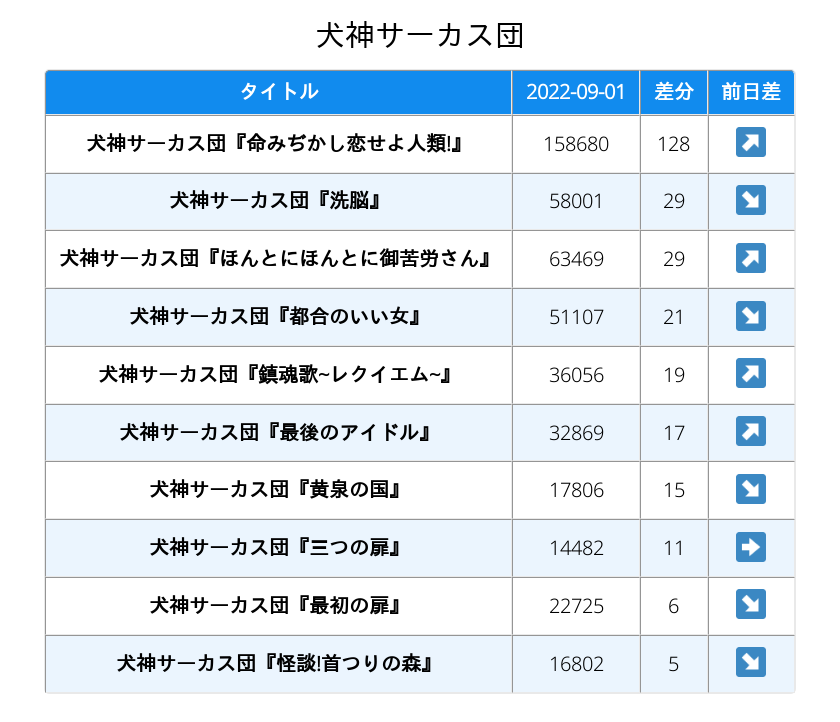 犬神サーカス団
タイトル 2022-09-01 差分 前日差
犬神サーカス団『命みぢかし恋せよ人類!』 158680 128 ↗
犬神サーカス団『洗脳』 58001 29 ↘
犬神サーカス団『ほんとにほんとに御苦労さん』 63469 29 ↗
犬神サーカス団『都合のいい女』 51107 21 ↘
犬神サーカス団『鎮魂歌~レクイエム~』 36056 19 ↗
犬神サーカス団『最後のアイドル』 32869 17 ↗
犬神サーカス団『黄泉の国』 17806 15 ↘
犬神サーカス団『三つの扉』 14482 11 ➡
犬神サーカス団『最初の扉』 22725 6 ↘
犬神サーカス団『怪談!首つりの森』 16802 5 ↘